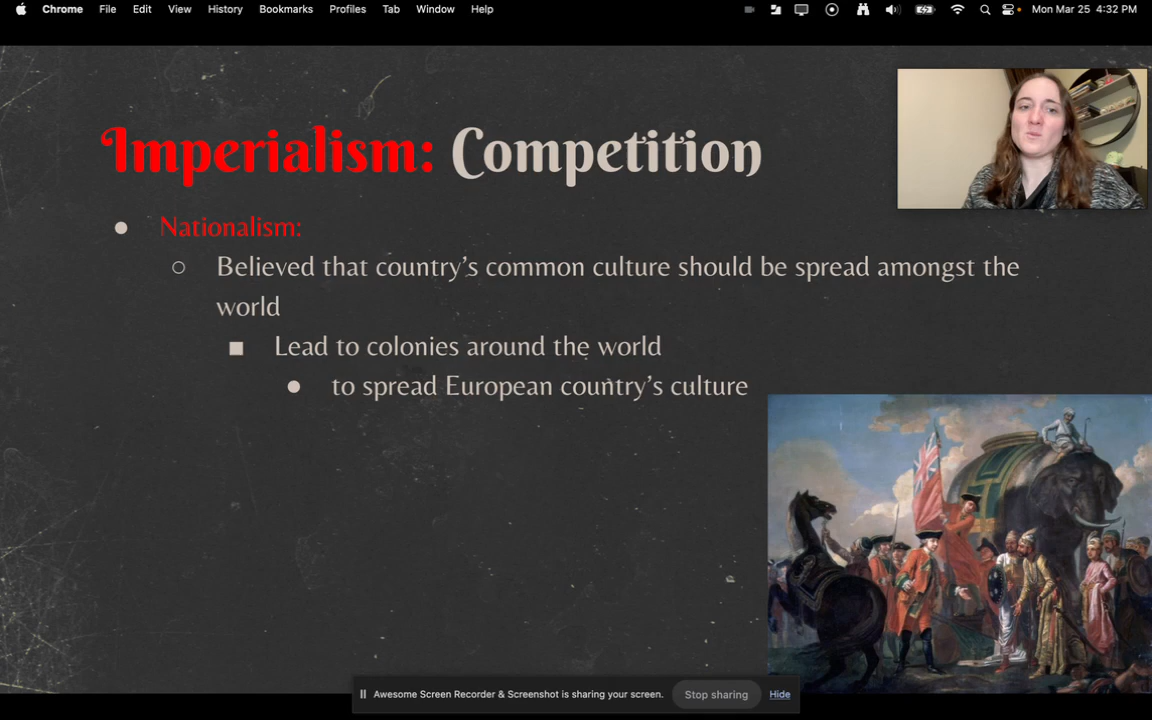 Chrome File Edit View History Bookmarks Profiles Tab Window Help Mon Mar 25 4:32 PM
Imperialism: Competition
Nationalism:
Believed that country's common culture should be spread amongst the
world
Lead to colonies around the world
to spread European country's culture
Awesome Screen Recorder & Screenshot is sharing your screen. Stop sharing Hide